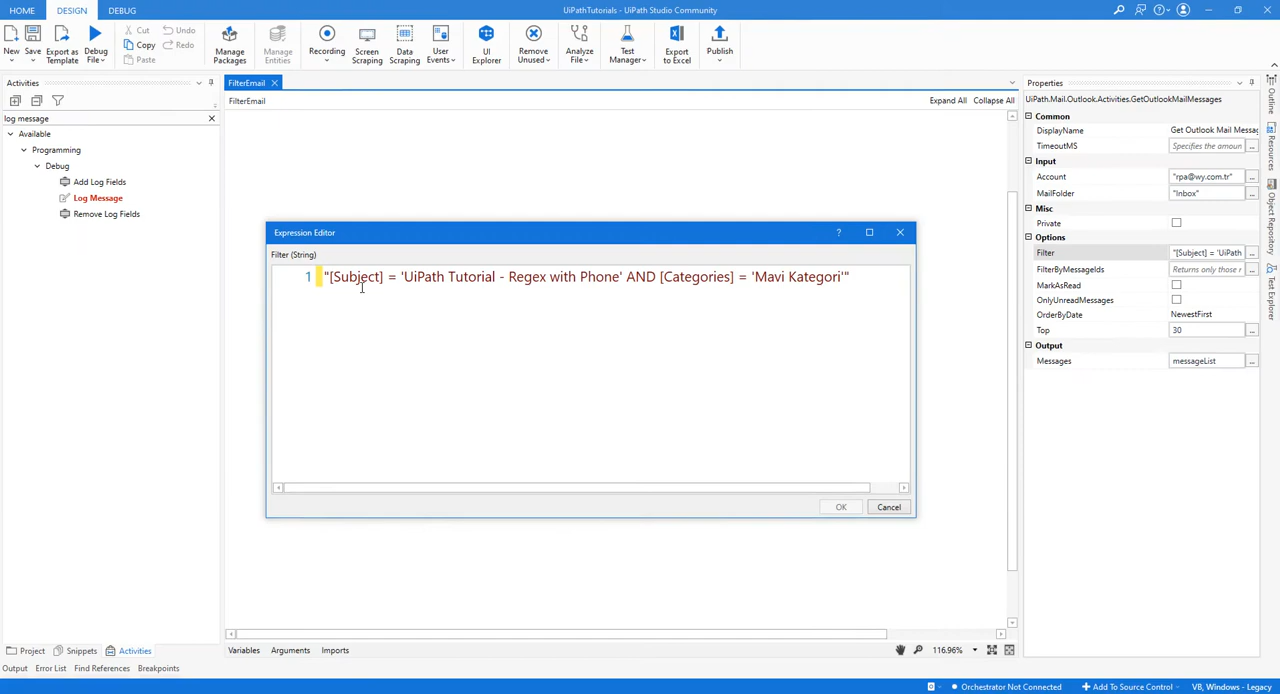 HOME DESIGN DEBUG UiPathTutorials - UiPath Studio Community
New Save Export as Template Debug File Cut Copy Paste Undo Redo Manage Packages Manage Entities Recording Screen Scraping Data Scraping User Events UI Explorer Remove Unused Analyze File Test Manager Export to Excel Publish
Activities
log message
Available
Programming
Debug
Add Log Fields
Log Message
Remove Log Fields
FilterEmail
FilterEmail Expand All Collapse All
Expression Editor
Filter (String)
1 "[Subject] = 'UiPath Tutorial - Regex with Phone' AND [Categories] = 'Mavi Kategori'"
OK Cancel
Properties
UiPath.Mail.Outlook.Activities.GetOutlookMailMessages
Common
DisplayName Get Outlook Mail Messag
TimeoutMS Specifies the amoun ...
Input
Account "rpa@wy.com.tr" ...
MailFolder "Inbox" ...
Misc
Private
Options
Filter "[Subject] = 'UiPath ...
FilterByMessageIds Returns only those r ...
MarkAsRead
OnlyUnreadMessages
OrderByDate NewestFirst
Top 30 ...
Output
Messages messageList ...
Outline
Resources
Object Repository
Test Explorer
Project Snippets Activities
Variables Arguments Imports 116.96%
Output Error List Find References Breakpoints
Orchestrator Not Connected Add To Source Control VB, Windows - Legacy